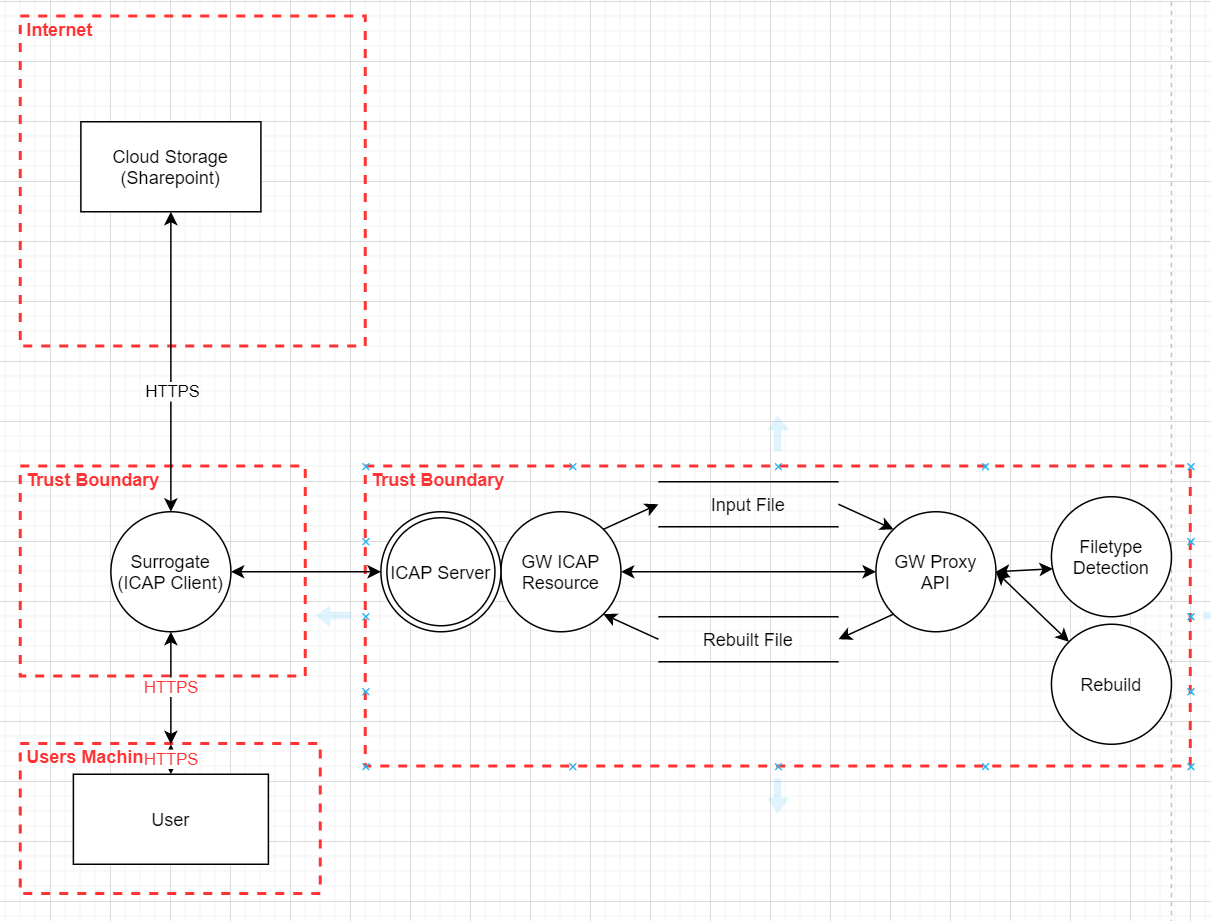 Internet
Cloud Storage
(Sharepoint)
HTTPS
Trust Boundary
Surrogate
(ICAP Client)
HTTPS
Trust Boundary
ICAP Server
GW ICAP
Resource
Input File
Rebuilt File
GW Proxy
API
Filetype
Detection
Rebuild
Users Machin
HTTPS
User